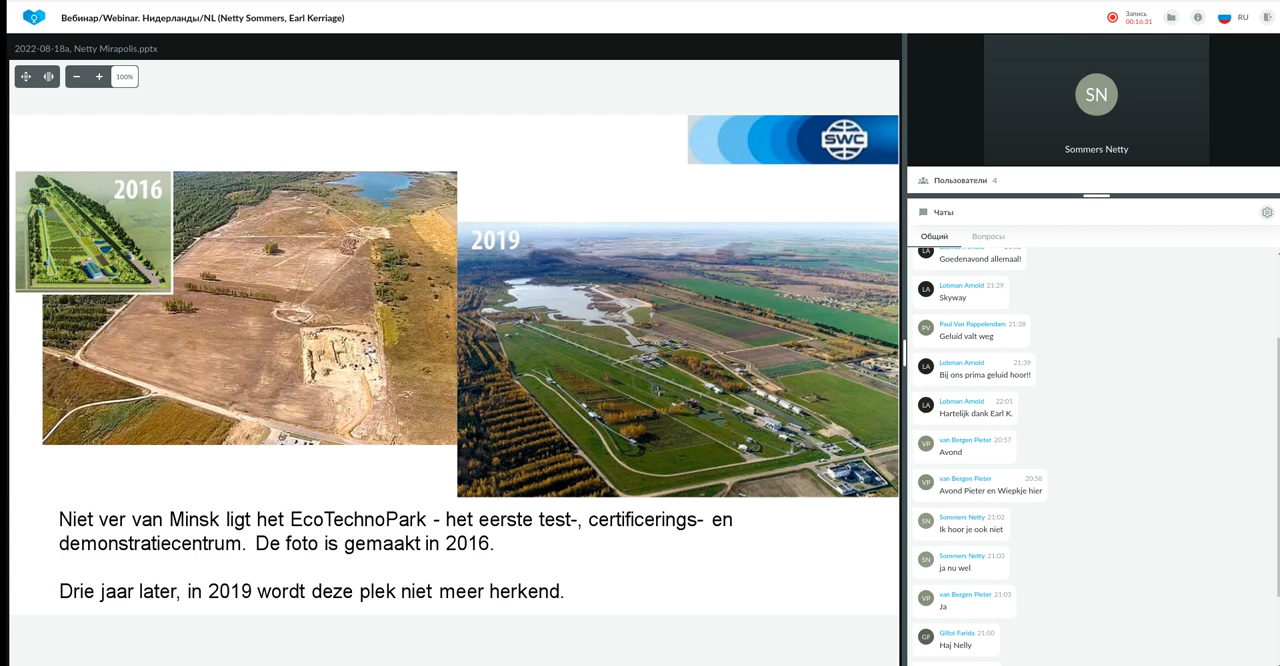 Вебинар/Webinar. Нидерланды/NL (Netty Sommers, Earl Kerriage)
Запись
00:16:31
RU
2022-08-18a, Netty Mirapolis.pptx
100%
SWC
2016
2019
Niet ver van Minsk ligt het EcoTechnoPark - het eerste test-, certificerings- en
demonstratiecentrum. De foto is gemaakt in 2016.
Drie jaar later, in 2019 wordt deze plek niet meer herkend.
SN
Sommers Netty
Пользователи 4
Чаты
Общий Вопросы
LA
Goedenavond allemaal!
LA Lobman Arnold 21:29
Skyway
PV Paul Van Pappelendam 21:38
Geluid valt weg
LA Lobman Arnold 21:39
Bij ons prima geluid hoor!!
LA Lobman Arnold 22:01
Hartelijk dank Earl K.
VP van Bergen Pieter 20:57
Avond
VP van Bergen Pieter 20:58
Avond Pieter en Wiepkje hier
SN Sommers Netty 21:02
Ik hoor je ook niet
SN Sommers Netty 21:03
ja nu wel
VP van Bergen Pieter 21:03
Ja
GF Gillot Farida 21:00
Haj Nelly